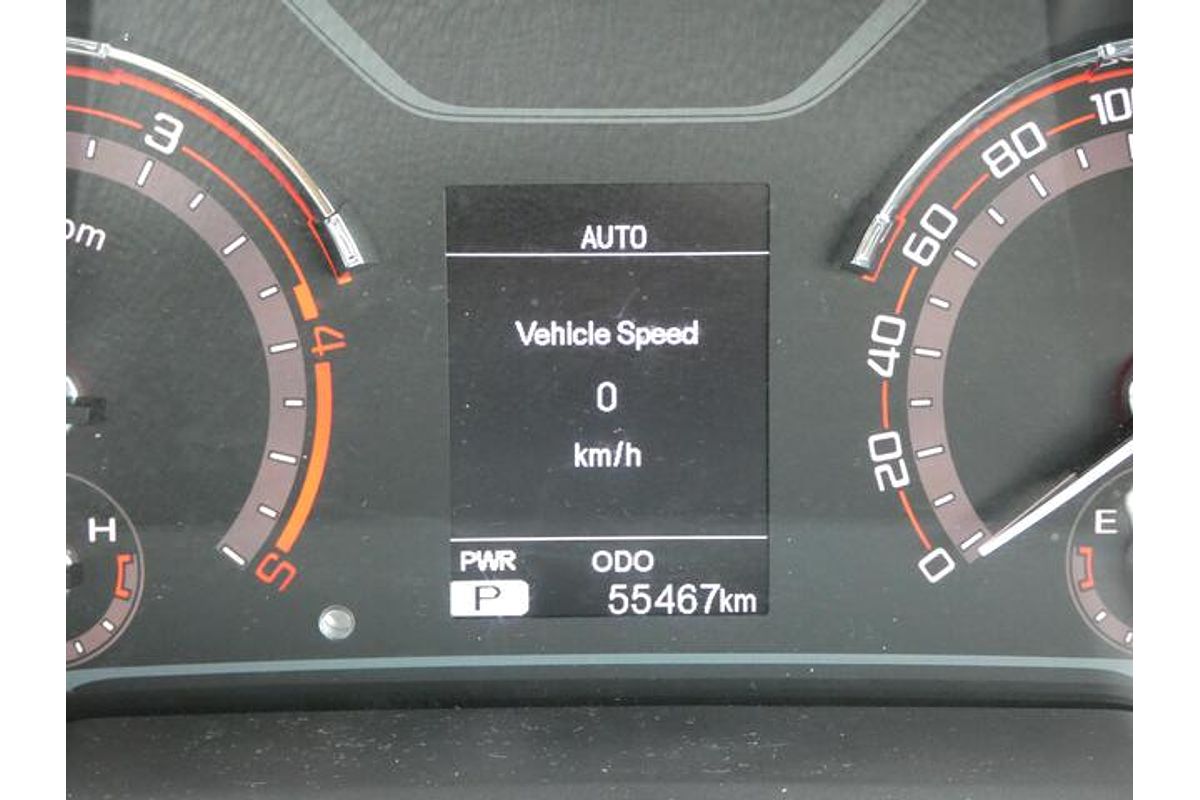 3
4
5
H
AUTO
Vehicle Speed
0
km/h
PWR ODO
P 55467km
0
20
40
60
80
E